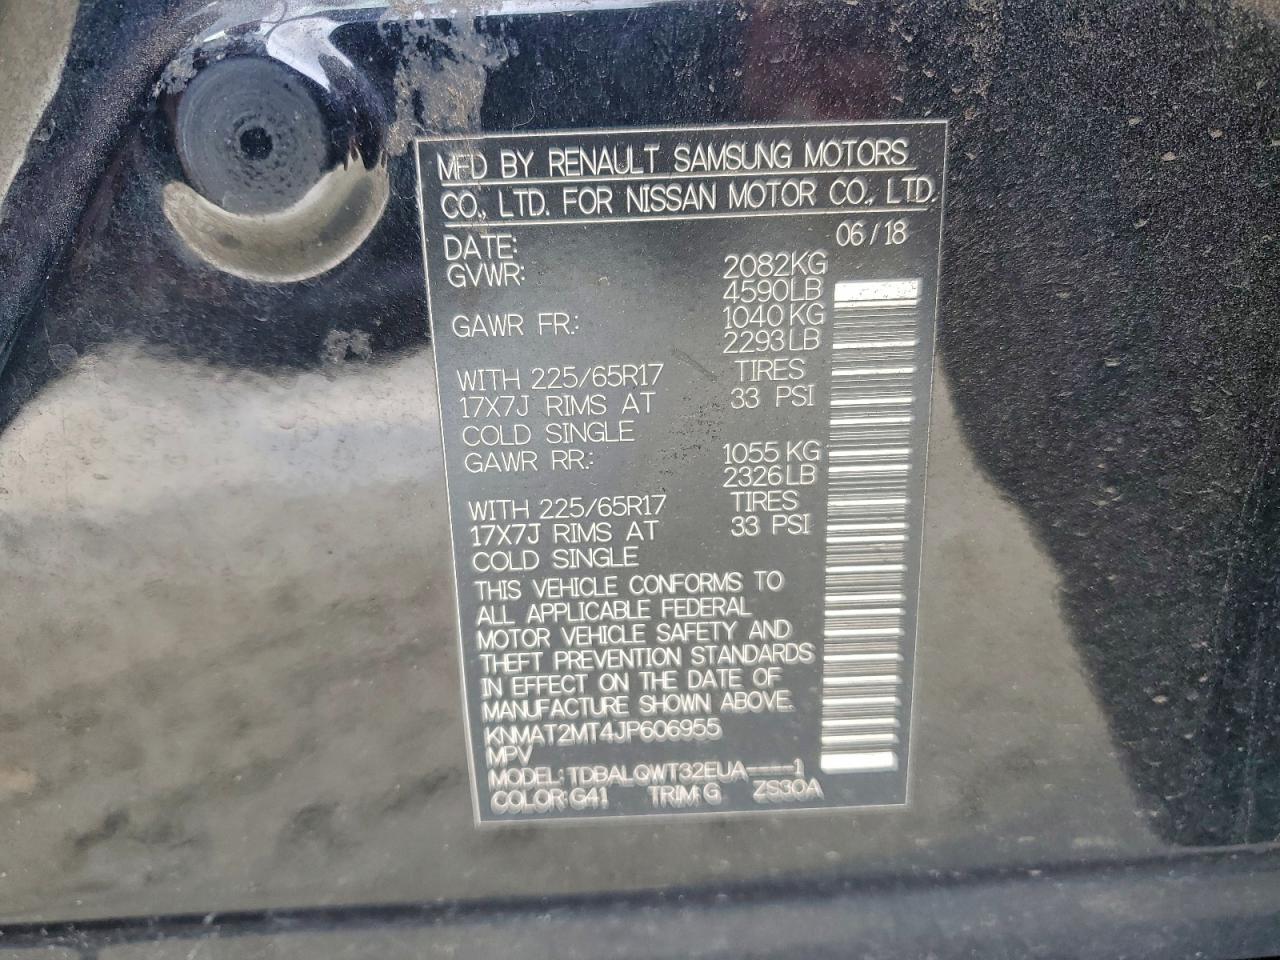 MFD BY RENAULT SAMSUNG MOTORS
CO., LTD. FOR NISSAN MOTOR CO., LTD.
DATE: 06/18
GVWR: 2082KG
4590LB
GAWR FR.: 1040KG
2293LB
WITH 225/65R17 TIRES
17X7J RIMS AT 33 PSI
COLD SINGLE
GAWR RR.: 1055KG
2326LB
WITH 225/65R17 TIRES
17X7J RIMS AT 33 PSI
COLD SINGLE
THIS VEHICLE CONFORMS TO
ALL APPLICABLE FEDERAL
MOTOR VEHICLE SAFETY AND
THEFT PREVENTION STANDARDS
IN EFFECT ON THE DATE OF
MANUFACTURE SHOWN ABOVE.
KNMAT2MT4JP606955
MPV
MODEL: TDBALQWT32EUA----1
COLOR: G41 TRIM: G ZS30A